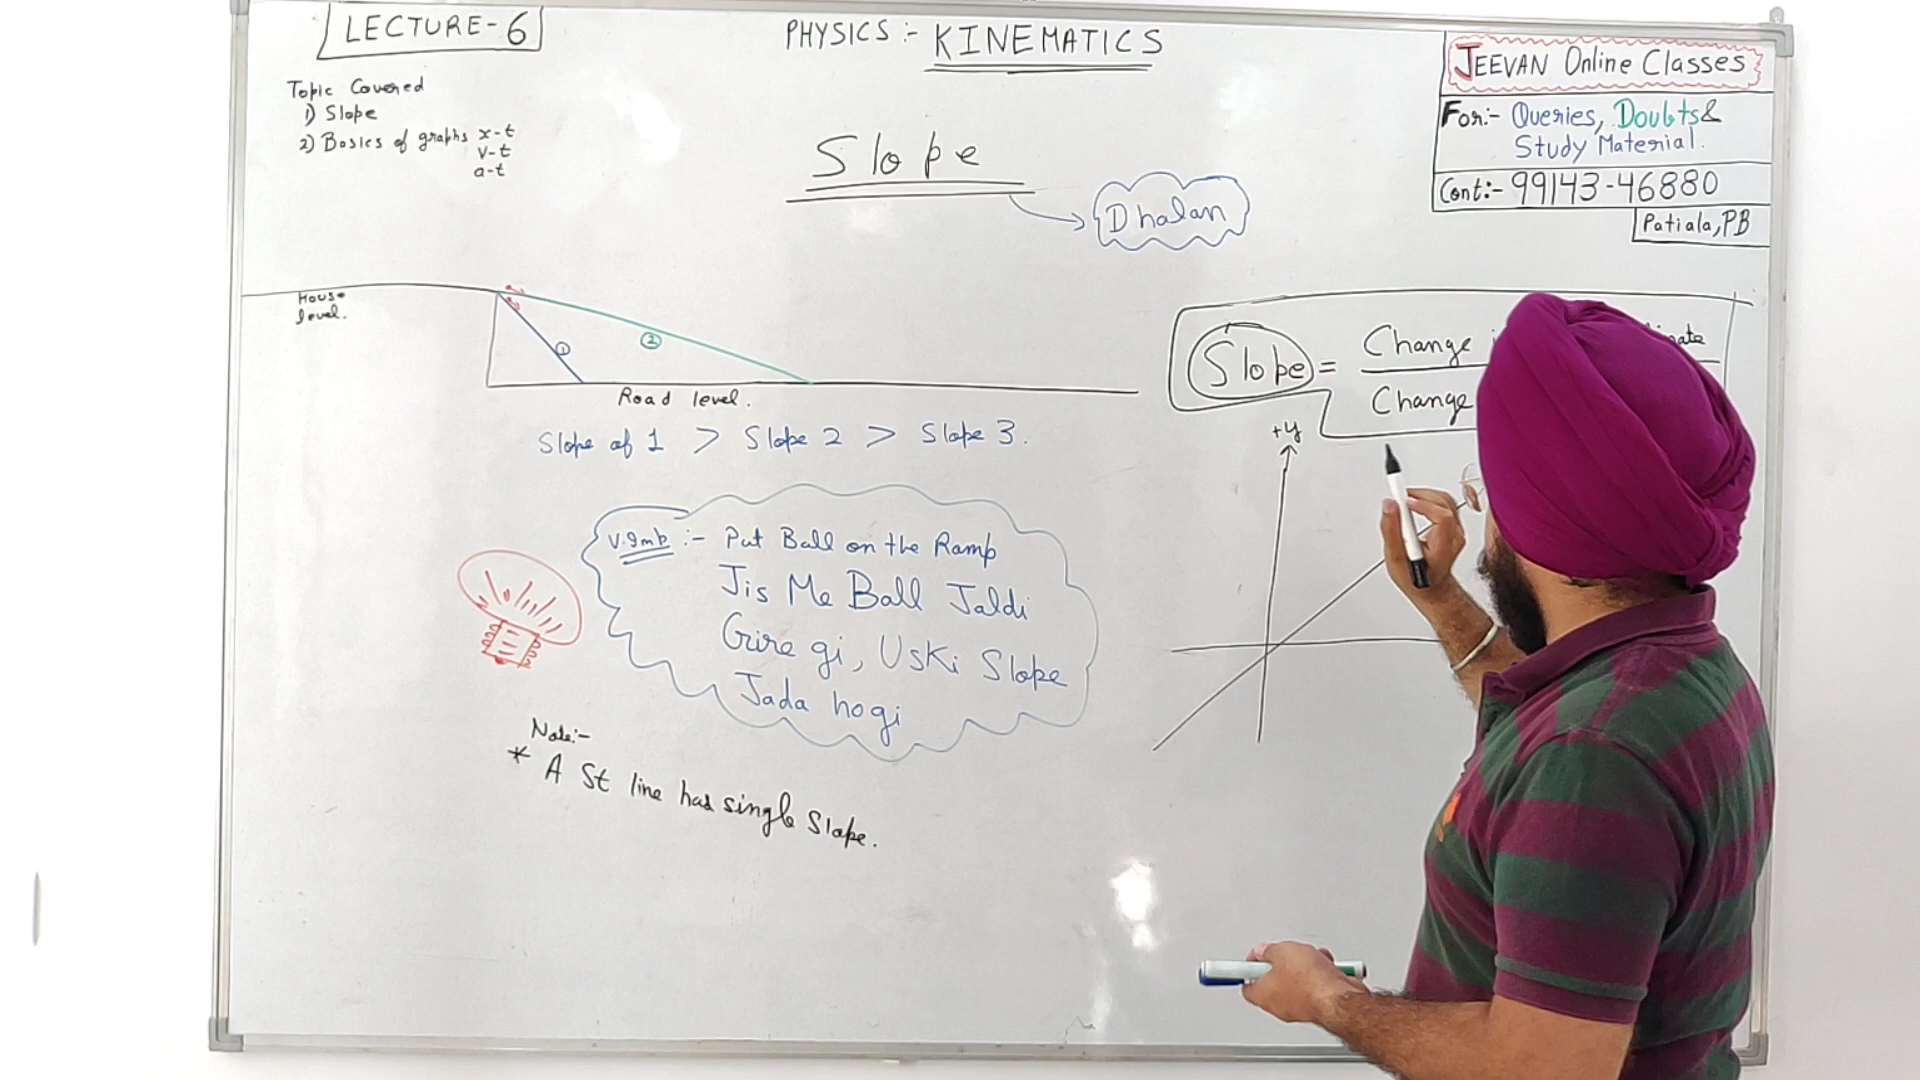 LECTURE-6
PHYSICS:- KINEMATICS
JEEVAN Online Classes
For:- Queries, Doubts &
Study Material.
Cont:- 99143-46880
Patiala, PB
Topic Covered
1) Slope
2) Basics of graphs x-t
v-t
a-t
Slope
Dhalan
House
level.
1
2
Road level.
Slope of 1 > Slope 2 > Slope 3.
Slope = Change
Change
+y
V.Imp :- Put Ball on the Ramp
Jis Me Ball Jaldi
Gire gi, Uski Slope
Jada hogi
Note:-
* A St line has single Slope.